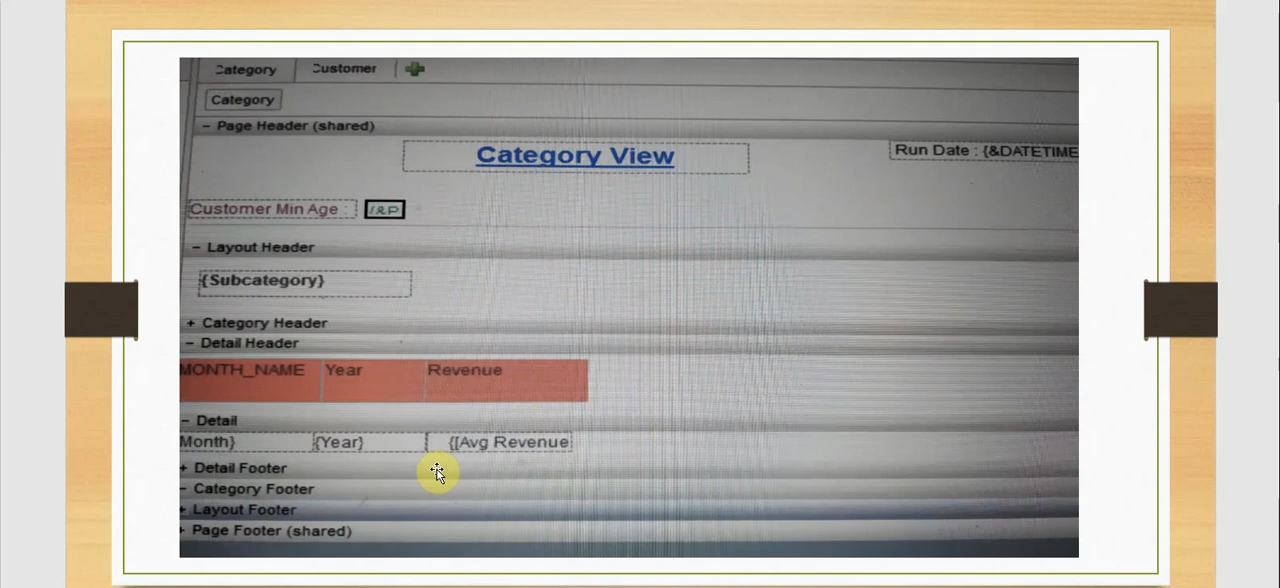 Category Customer
Category
− Page Header (shared)
Category View
Run Date : {&DATETIME
Customer Min Age :
− Layout Header
{Subcategory}
+ Category Header
− Detail Header
MONTH_NAME Year Revenue
− Detail
Month} {Year} {[Avg Revenue
+ Detail Footer
− Category Footer
+ Layout Footer
+ Page Footer (shared)